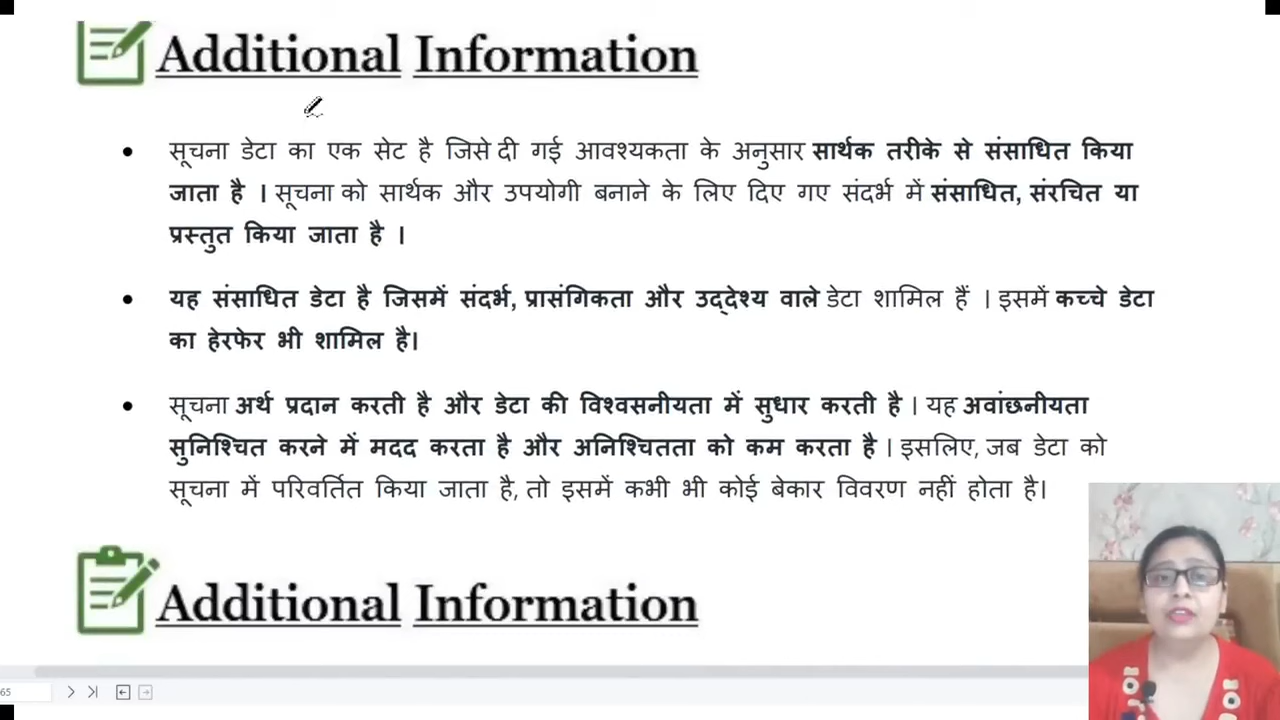 Additional Information
सूचना डेटा का एक सेट है जिसे दी गई आवश्यकता के अनुसार सार्थक तरीके से संसाधित किया
जाता है । सूचना को सार्थक और उपयोगी बनाने के लिए दिए गए संदर्भ में संसाधित, संरचित या
प्रस्तुत किया जाता है ।
यह संसाधित डेटा है जिसमें संदर्भ, प्रासंगिकता और उद्देश्य वाले डेटा शामिल हैं । इसमें कच्चे डेटा
का हेरफेर भी शामिल है।
सूचना अर्थ प्रदान करती है और डेटा की विश्वसनीयता में सुधार करती है । यह अवांछनीयता
सुनिश्चित करने में मदद करता है और अनिश्चितता को कम करता है । इसलिए, जब डेटा को
सूचना में परिवर्तित किया जाता है, तो इसमें कभी भी कोई बेकार विवरण नहीं होता है।
Additional Information
65